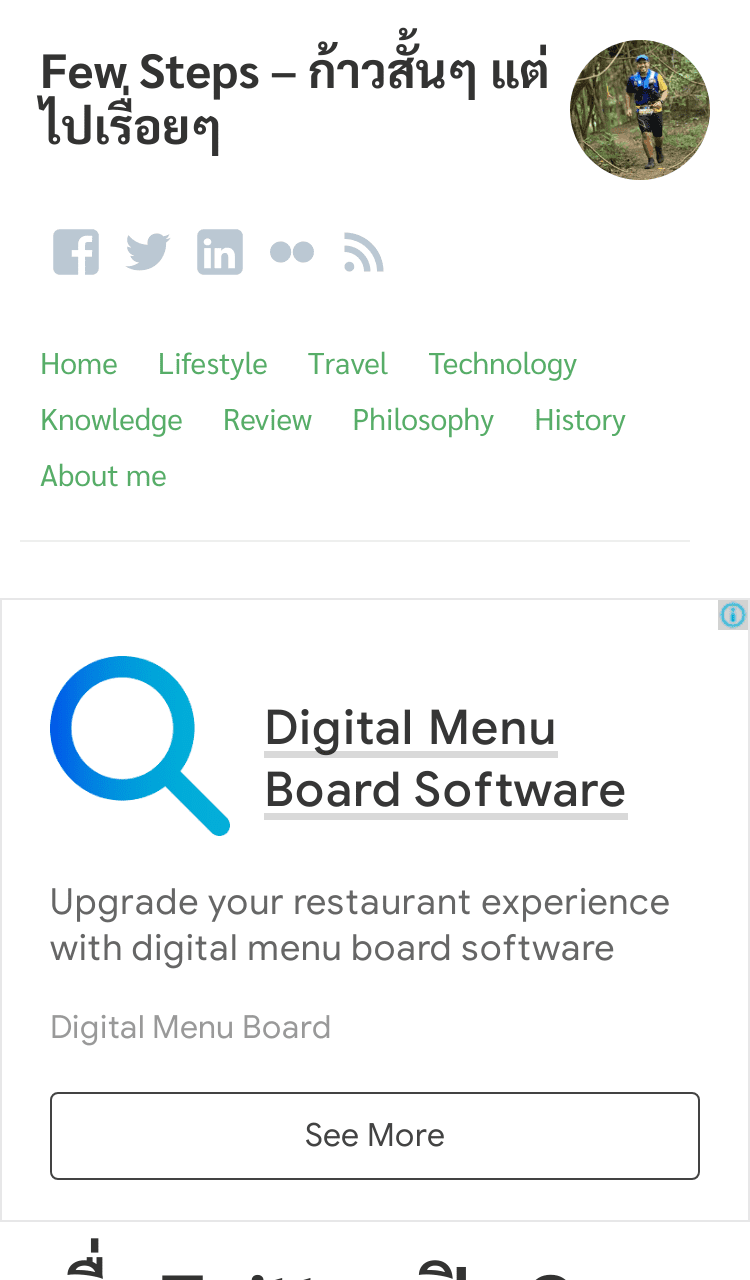 Few Steps – ก้าวสั้นๆ แต่
ไปเรื่อยๆ
Home Lifestyle Travel Technology
Knowledge Review Philosophy History
About me
Digital Menu
Board Software
Upgrade your restaurant experience
with digital menu board software
Digital Menu Board
See More